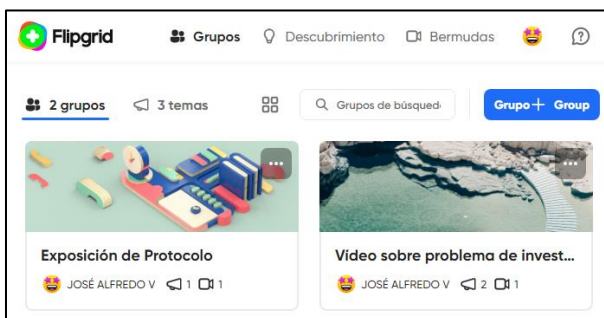 Flipgrid Grupos Descubrimiento Bermudas
2 grupos 3 temas Grupos de búsqued Grupo+ Group
Exposición de Protocolo
JOSÉ ALFREDO V 1 1
Vídeo sobre problema de invest...
JOSÉ ALFREDO V 2 1